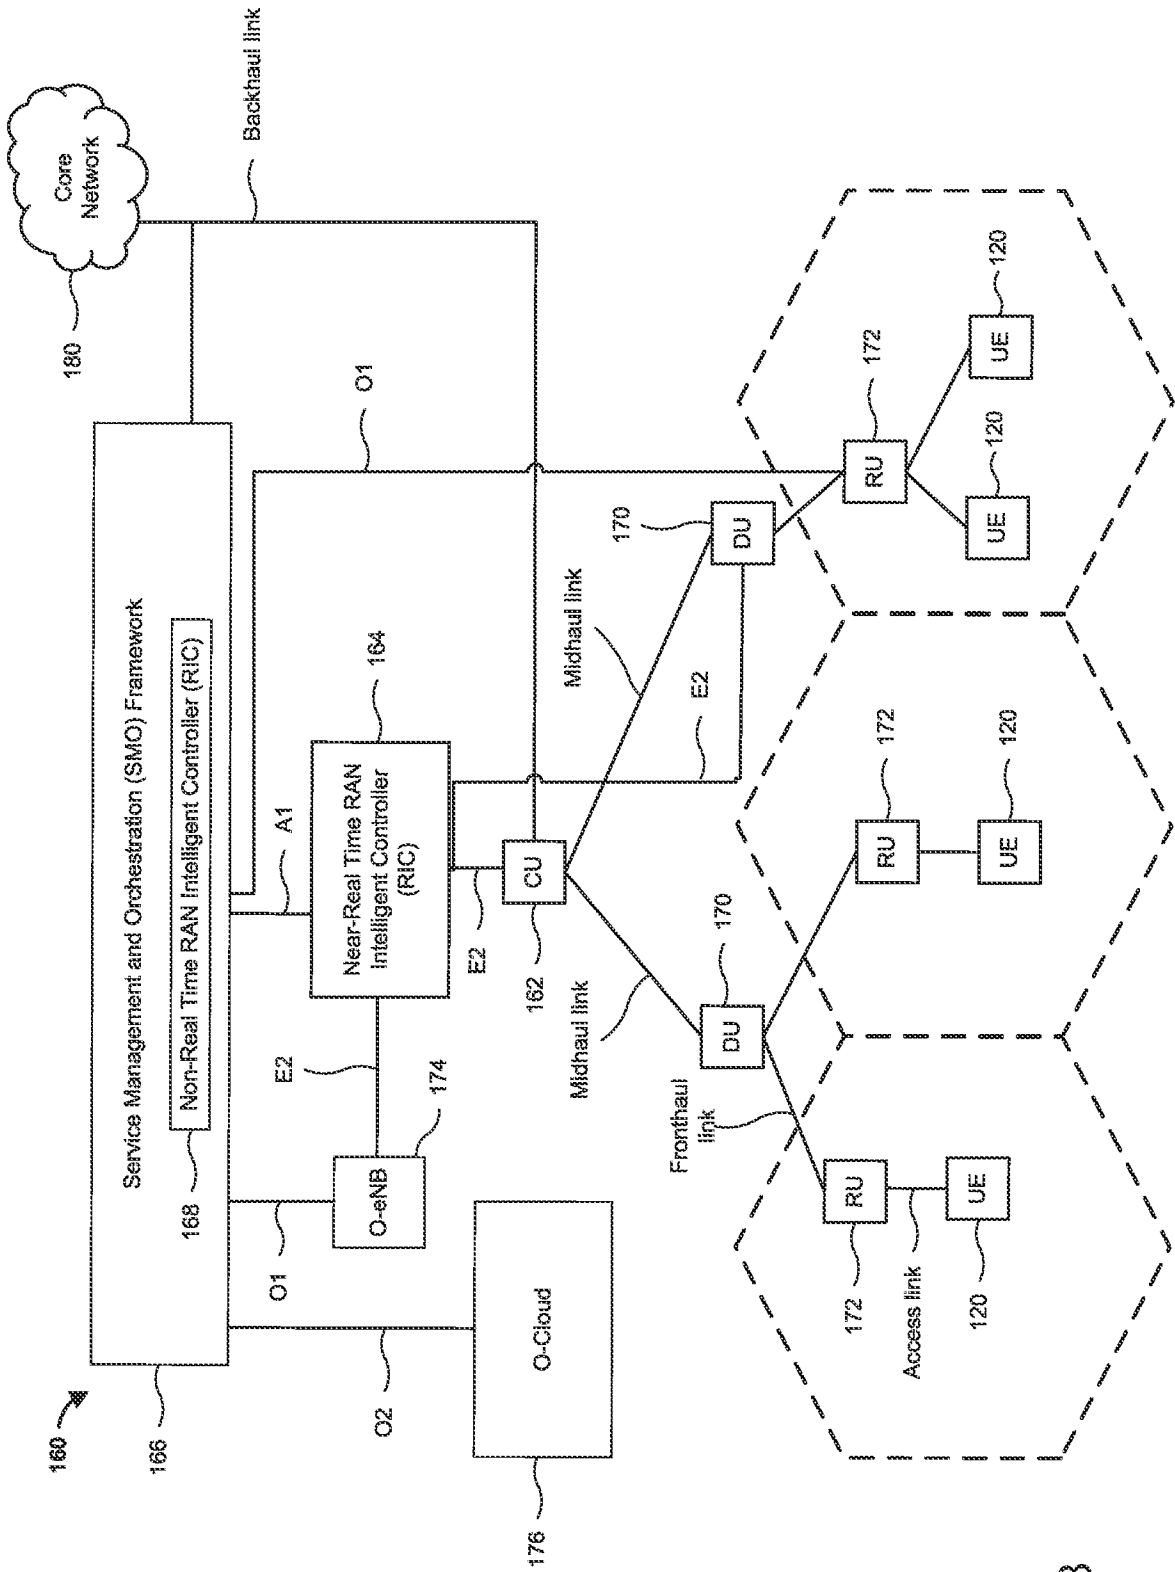 160
166
Service Management and Orchestration (SMO) Framework
168
Non-Real Time RAN Intelligent Controller (RIC)
180
Core
Network
Backhaul link
O2
O1
E2
A1
O1
O-eNB
174
Near-Real Time RAN
Intelligent Controller
(RIC)
164
176
O-Cloud
E2
162
CU
Midhaul link
Midhaul link
E2
170
DU
170
DU
Fronthaul
link
172
RU
172
RU
172
RU
Access link
120
UE
120
UE
120
UE
120
UE